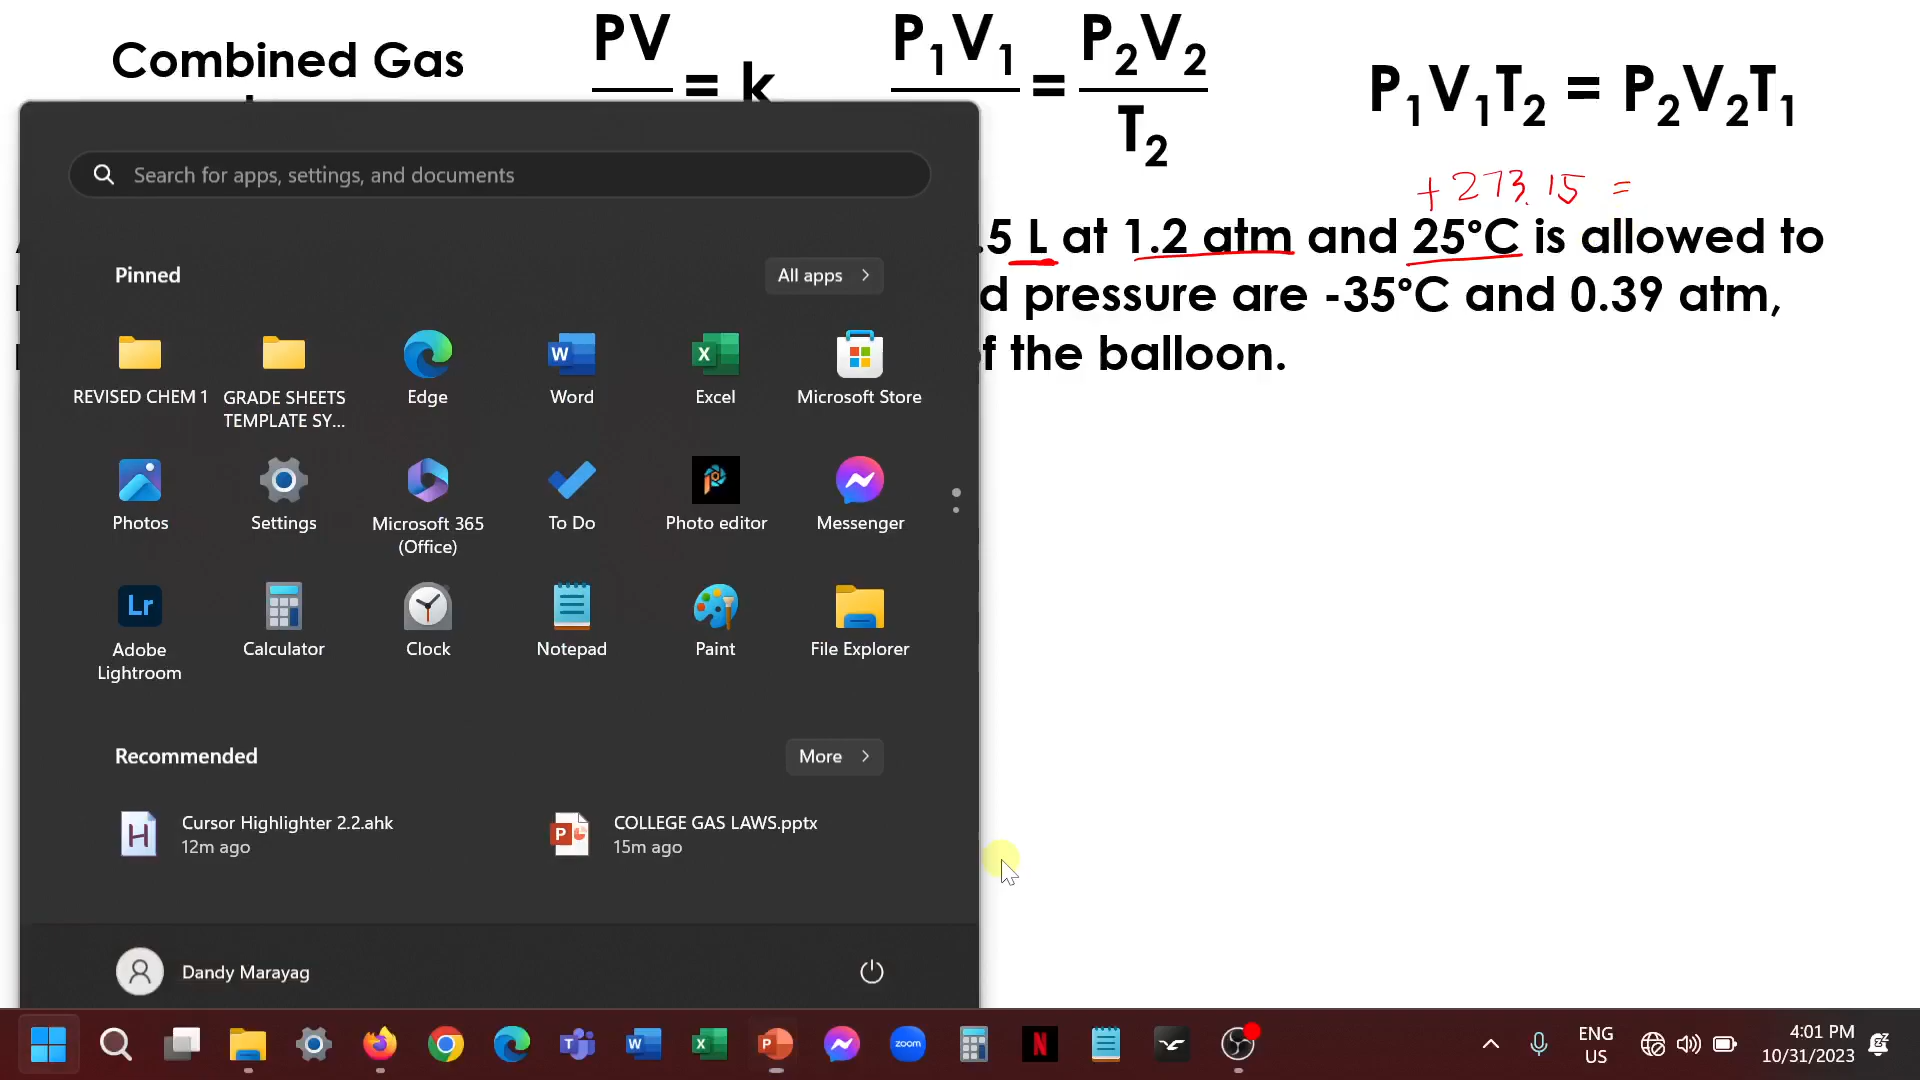 Combined Gas
PV
= k
P₁V₁
=
P₂V₂
T₂
P₁V₁T₂ = P₂V₂T₁
+273.15 =
.5 L at 1.2 atm and 25°C is allowed to
d pressure are -35°C and 0.39 atm,
f the balloon.
Search for apps, settings, and documents
Pinned
All apps
REVISED CHEM 1
GRADE SHEETS
TEMPLATE SY...
Edge
Word
Excel
Microsoft Store
Photos
Settings
Microsoft 365
(Office)
To Do
Photo editor
Messenger
Lr
Adobe
Lightroom
Calculator
Clock
Notepad
Paint
File Explorer
Recommended
More
Cursor Highlighter 2.2.ahk
12m ago
COLLEGE GAS LAWS.pptx
15m ago
Dandy Marayag
zoom
ENG
US
4:01 PM
10/31/2023